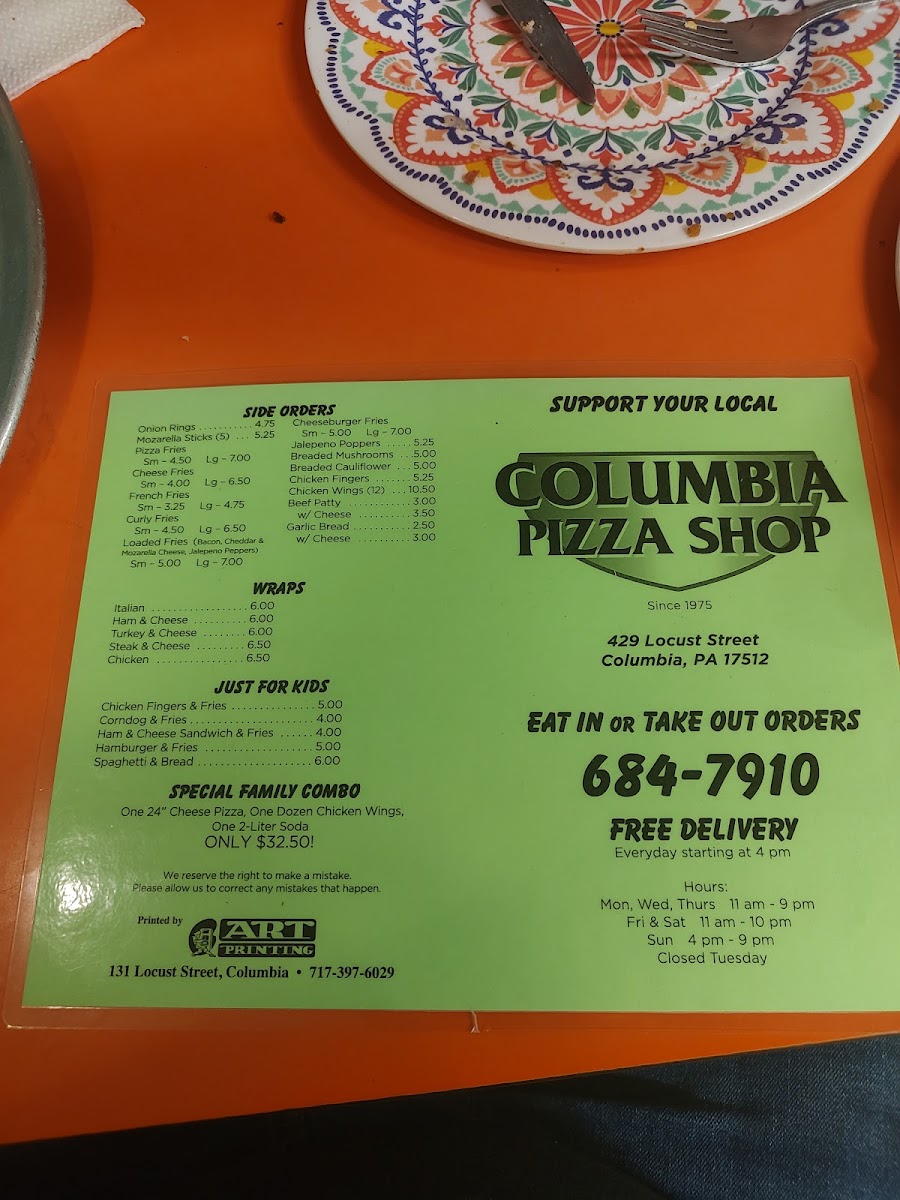 SIDE ORDERS
Onion Rings ........... 4.75
Mozarella Sticks (5) ... 5.25
Pizza Fries
Sm - 4.50 Lg - 7.00
Cheese Fries
Sm - 4.00 Lg - 6.50
French Fries
Sm - 3.25 Lg - 4.75
Curly Fries
Sm - 4.50 Lg - 6.50
Loaded Fries (Bacon, Cheddar &
Mozarella Cheese, Jalepeno Peppers)
Sm - 5.00 Lg - 7.00
Cheeseburger Fries
Sm - 5.00 Lg - 7.00
Jalepeno Poppers ..... 5.25
Breaded Mushrooms ... 5.00
Breaded Cauliflower ... 5.00
Chicken Fingers ....... 5.25
Chicken Wings (12) ... 10.50
Beef Patty ............ 3.00
w/ Cheese .......... 3.50
Garlic Bread .......... 2.50
w/ Cheese .......... 3.00
WRAPS
Italian .................. 6.00
Ham & Cheese .......... 6.00
Turkey & Cheese ........ 6.00
Steak & Cheese ......... 6.50
Chicken ................ 6.50
JUST FOR KIDS
Chicken Fingers & Fries ............... 5.00
Corndog & Fries ...................... 4.00
Ham & Cheese Sandwich & Fries ...... 4.00
Hamburger & Fries ................... 5.00
Spaghetti & Bread .................... 6.00
SPECIAL FAMILY COMBO
One 24" Cheese Pizza, One Dozen Chicken Wings,
One 2-Liter Soda
ONLY $32.50!
We reserve the right to make a mistake.
Please allow us to correct any mistakes that happen.
Printed by
ART
PRINTING
131 Locust Street, Columbia • 717-397-6029
SUPPORT YOUR LOCAL
COLUMBIA
PIZZA SHOP
Since 1975
429 Locust Street
Columbia, PA 17512
EAT IN OR TAKE OUT ORDERS
684-7910
FREE DELIVERY
Everyday starting at 4 pm
Hours:
Mon, Wed, Thurs 11 am - 9 pm
Fri & Sat 11 am - 10 pm
Sun 4 pm - 9 pm
Closed Tuesday